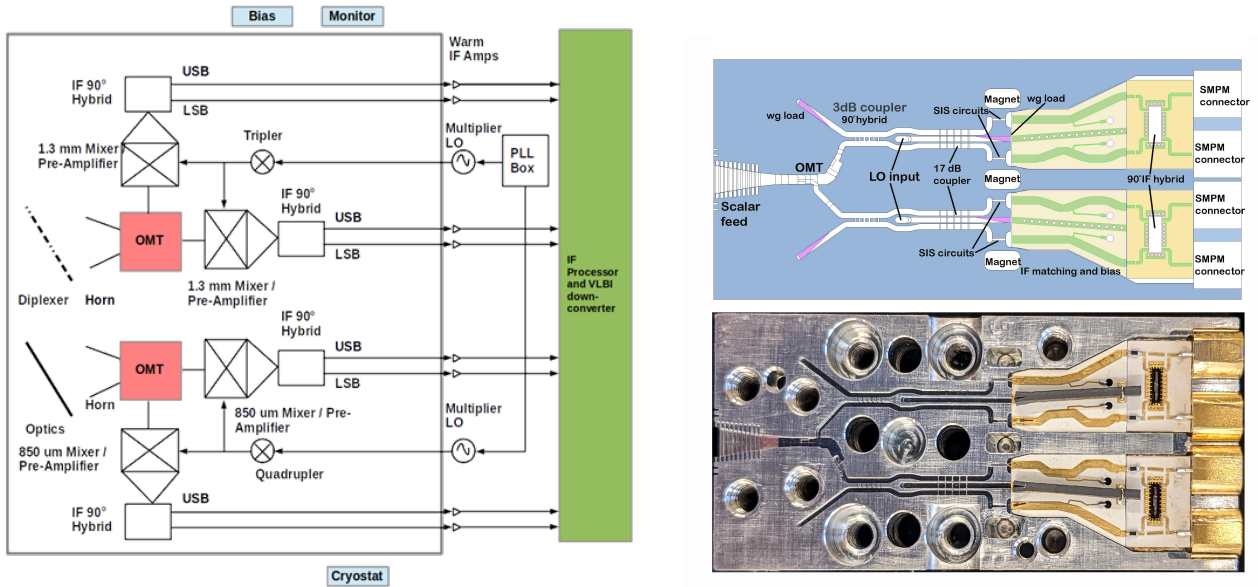 Bias
Monitor
Warm
IF Amps
IF 90°
Hybrid
USB
LSB
1.3 mm Mixer/
Pre-Amplifier
Tripler
Multiplier
LO
PLL
Box
IF 90°
Hybrid
USB
LSB
OMT
1.3 mm Mixer /
Pre-Amplifier
Diplexer
Horn
IF
Processor
and VLBI
down-
converter
IF 90°
Hybrid
USB
LSB
OMT
Horn
Optics
850 um Mixer / Pre-
Amplifier
Multiplier
LO
850 um Mixer /
Pre-Amplifier
Quadrupler
USB
IF 90°
Hybrid
LSB
Cryostat
wg load
3dB coupler
90°hybrid
SIS circuits
Magnet
wg load
SMPM
connector
OMT
LO input
17 dB
coupler
Magnet
SMPM
connector
90°IF hybrid
Scalar
feed
SIS circuits
Magnet
IF matching and bias
SMPM
connector
SMPM
connector